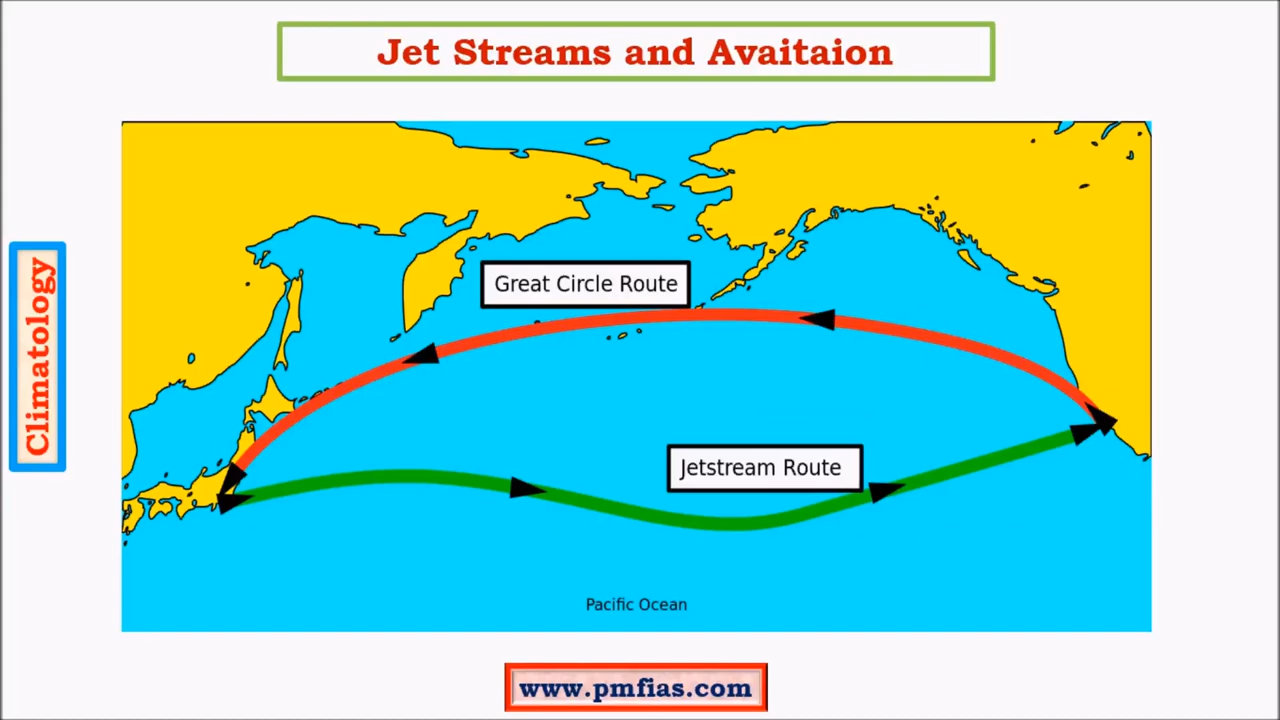 Jet Streams and Avaitaion
Climatology
Great Circle Route
Jetstream Route
Pacific Ocean
www.pmfias.com